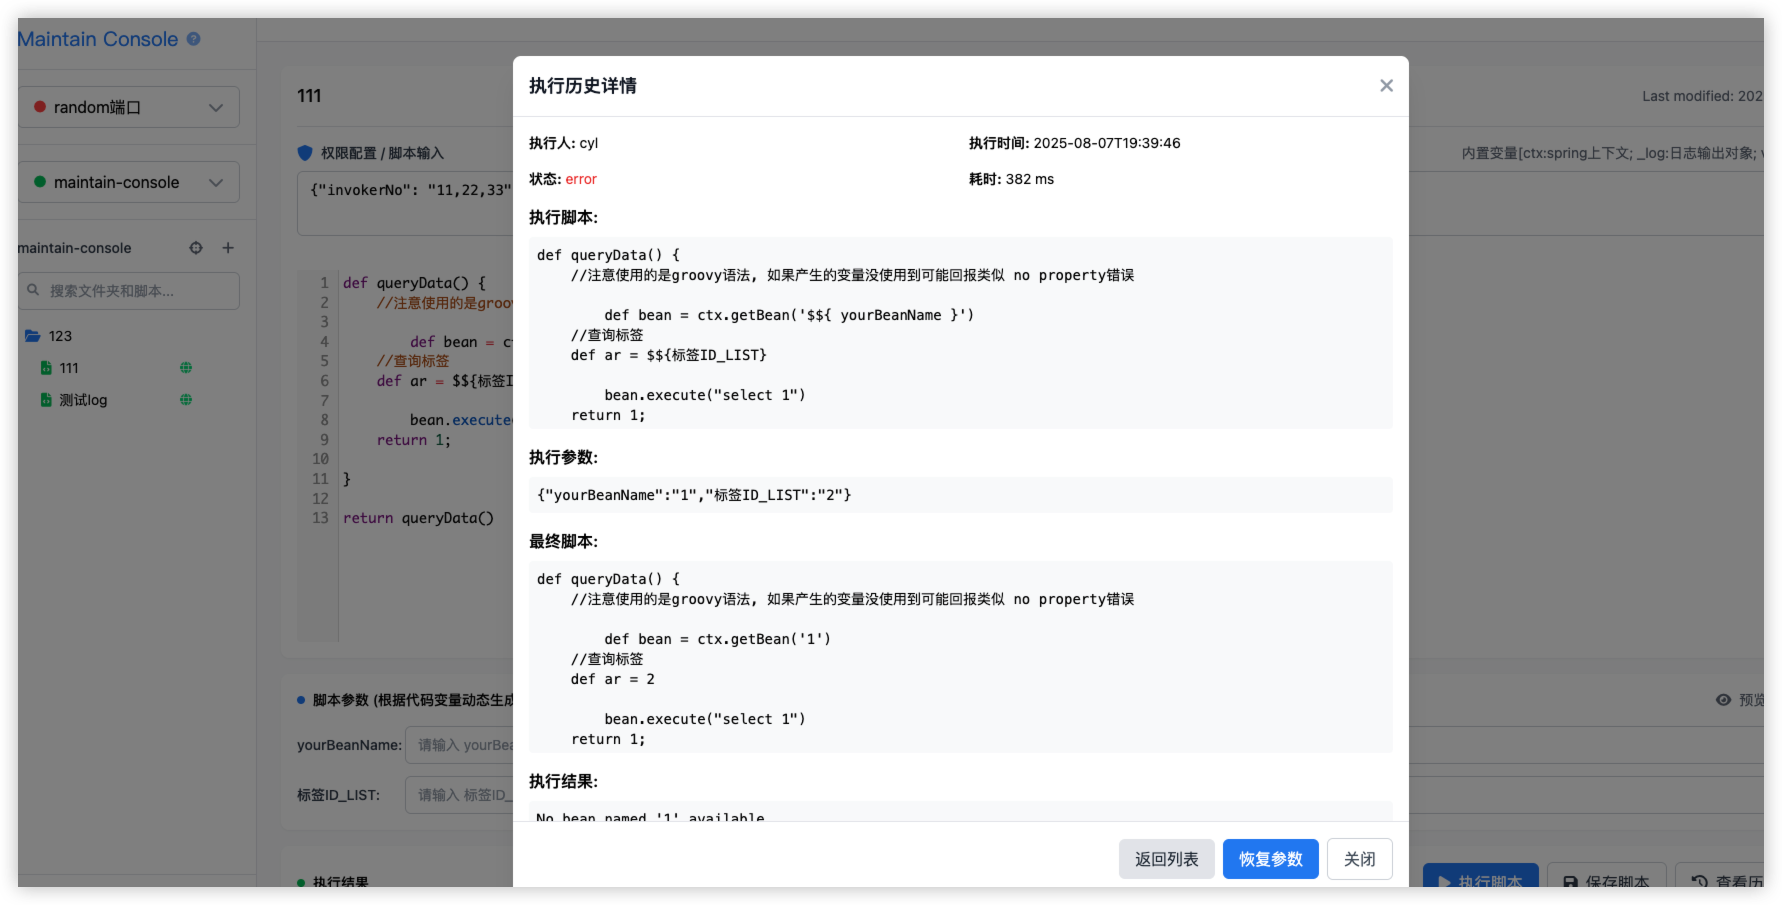 Maintain Console
random端口
maintain-console
maintain-console
搜索文件夹和脚本...
123
111
测试log
111
Last modified: 202
权限配置 / 脚本输入
内置变量[ctx:spring上下文; _log:日志输出对象;
{"invokerNo": "11,22,33"
1 def queryData() {
2 //注意使用的是groo
3
4 def bean = c
5 //查询标签
6 def ar = $${标签I
7
8 bean.execute
9 return 1;
10
11 }
12
13 return queryData()
脚本参数 (根据代码变量动态生成
预览
yourBeanName:
请输入 yourBea
标签ID_LIST:
请输入 标签ID_
执行结果
执行脚本
保存脚本
查看历
执行历史详情
执行人: cyl
执行时间: 2025-08-07T19:39:46
状态: error
耗时: 382 ms
执行脚本:
def queryData() {
//注意使用的是groovy语法, 如果产生的变量没使用到可能回报类似 no property错误
def bean = ctx.getBean('$${ yourBeanName }')
//查询标签
def ar = $${标签ID_LIST}
bean.execute("select 1")
return 1;
执行参数:
{"yourBeanName":"1","标签ID_LIST":"2"}
最终脚本:
def queryData() {
//注意使用的是groovy语法, 如果产生的变量没使用到可能回报类似 no property错误
def bean = ctx.getBean('1')
//查询标签
def ar = 2
bean.execute("select 1")
return 1;
执行结果:
No bean named '1' available
返回列表
恢复参数
关闭